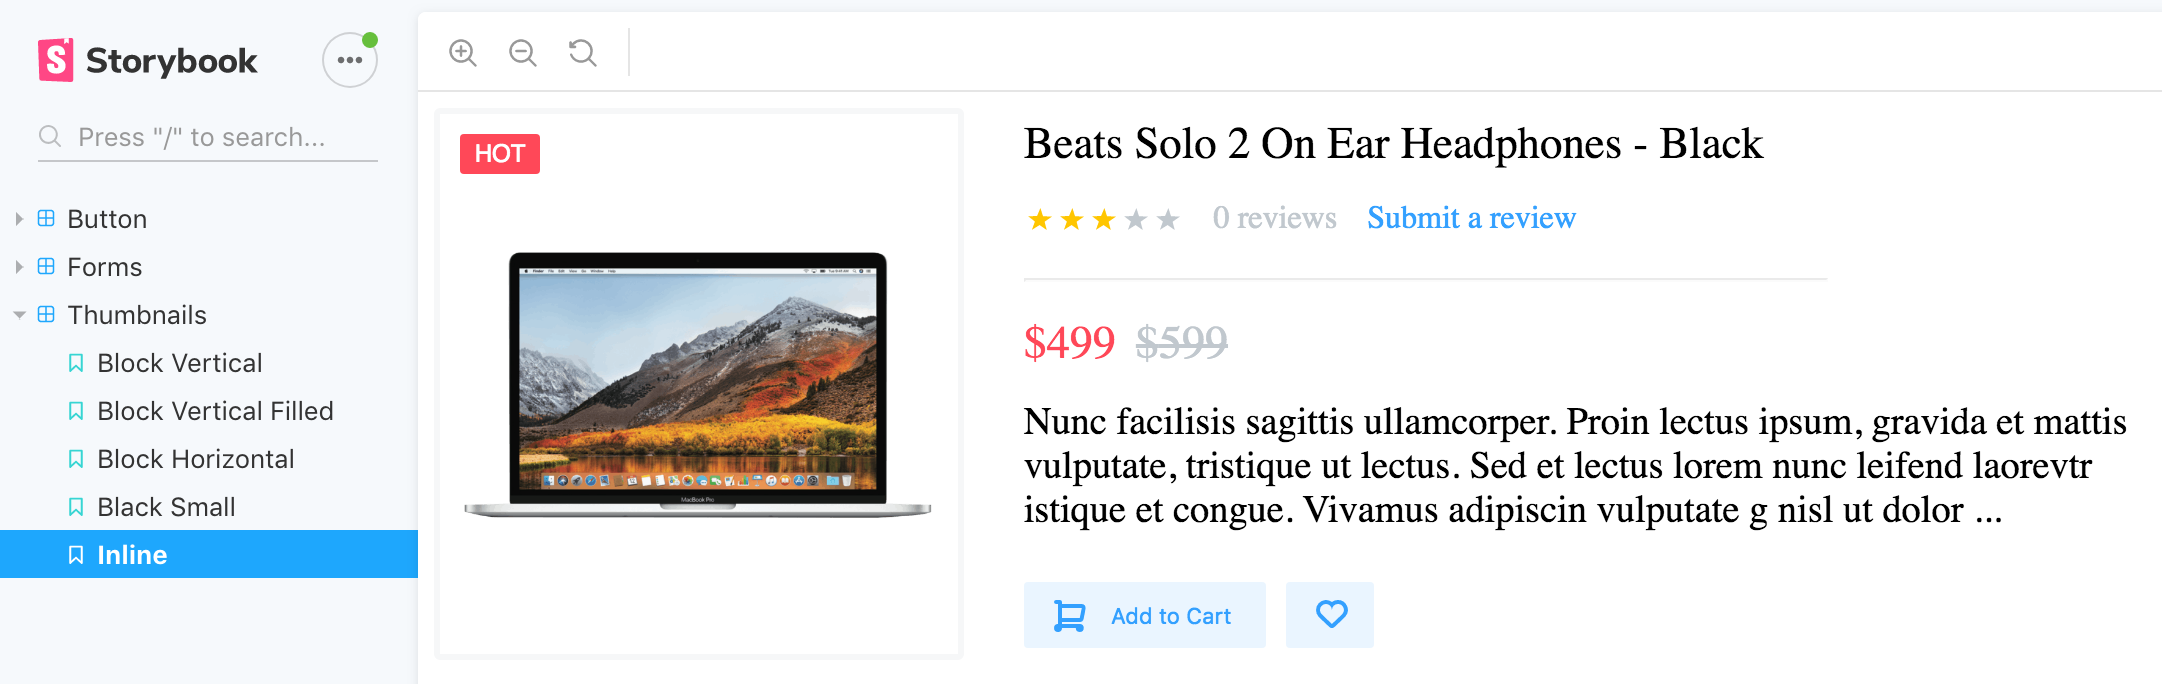 Storybook
Press "/" to search...
Button
Forms
Thumbnails
Block Vertical
Block Vertical Filled
Block Horizontal
Black Small
Inline
HOT
MacBook Pro
Beats Solo 2 On Ear Headphones - Black
0 reviews Submit a review
$499 $599
Nunc facilisis sagittis ullamcorper. Proin lectus ipsum, gravida et mattis
vulputate, tristique ut lectus. Sed et lectus lorem nunc leifend laorevtr
istique et congue. Vivamus adipiscin vulputate g nisl ut dolor ...
Add to Cart